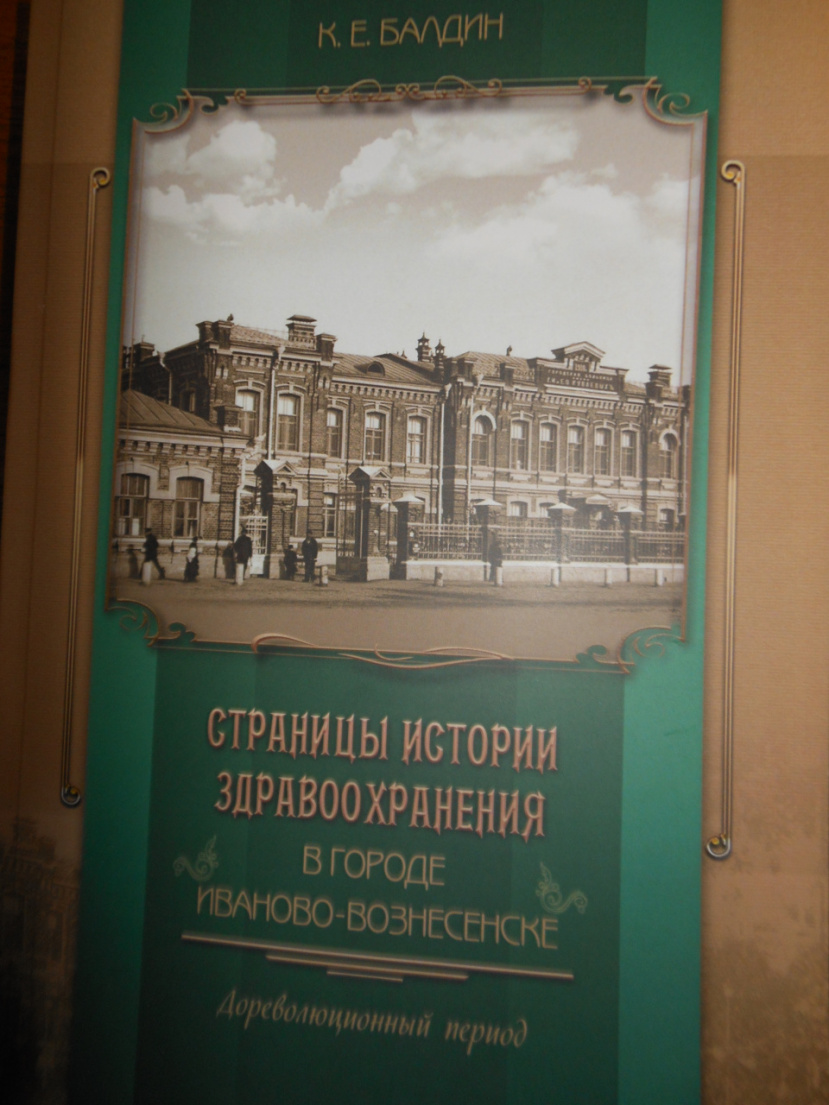 К. Е. БАЛДИН
СТРАНИЦЫ ИСТОРИИ
ЗДРАВООХРАНЕНИЯ
В ГОРОДЕ
ИВАНОВО-ВОЗНЕСЕНСКЕ
Дореволюционный период